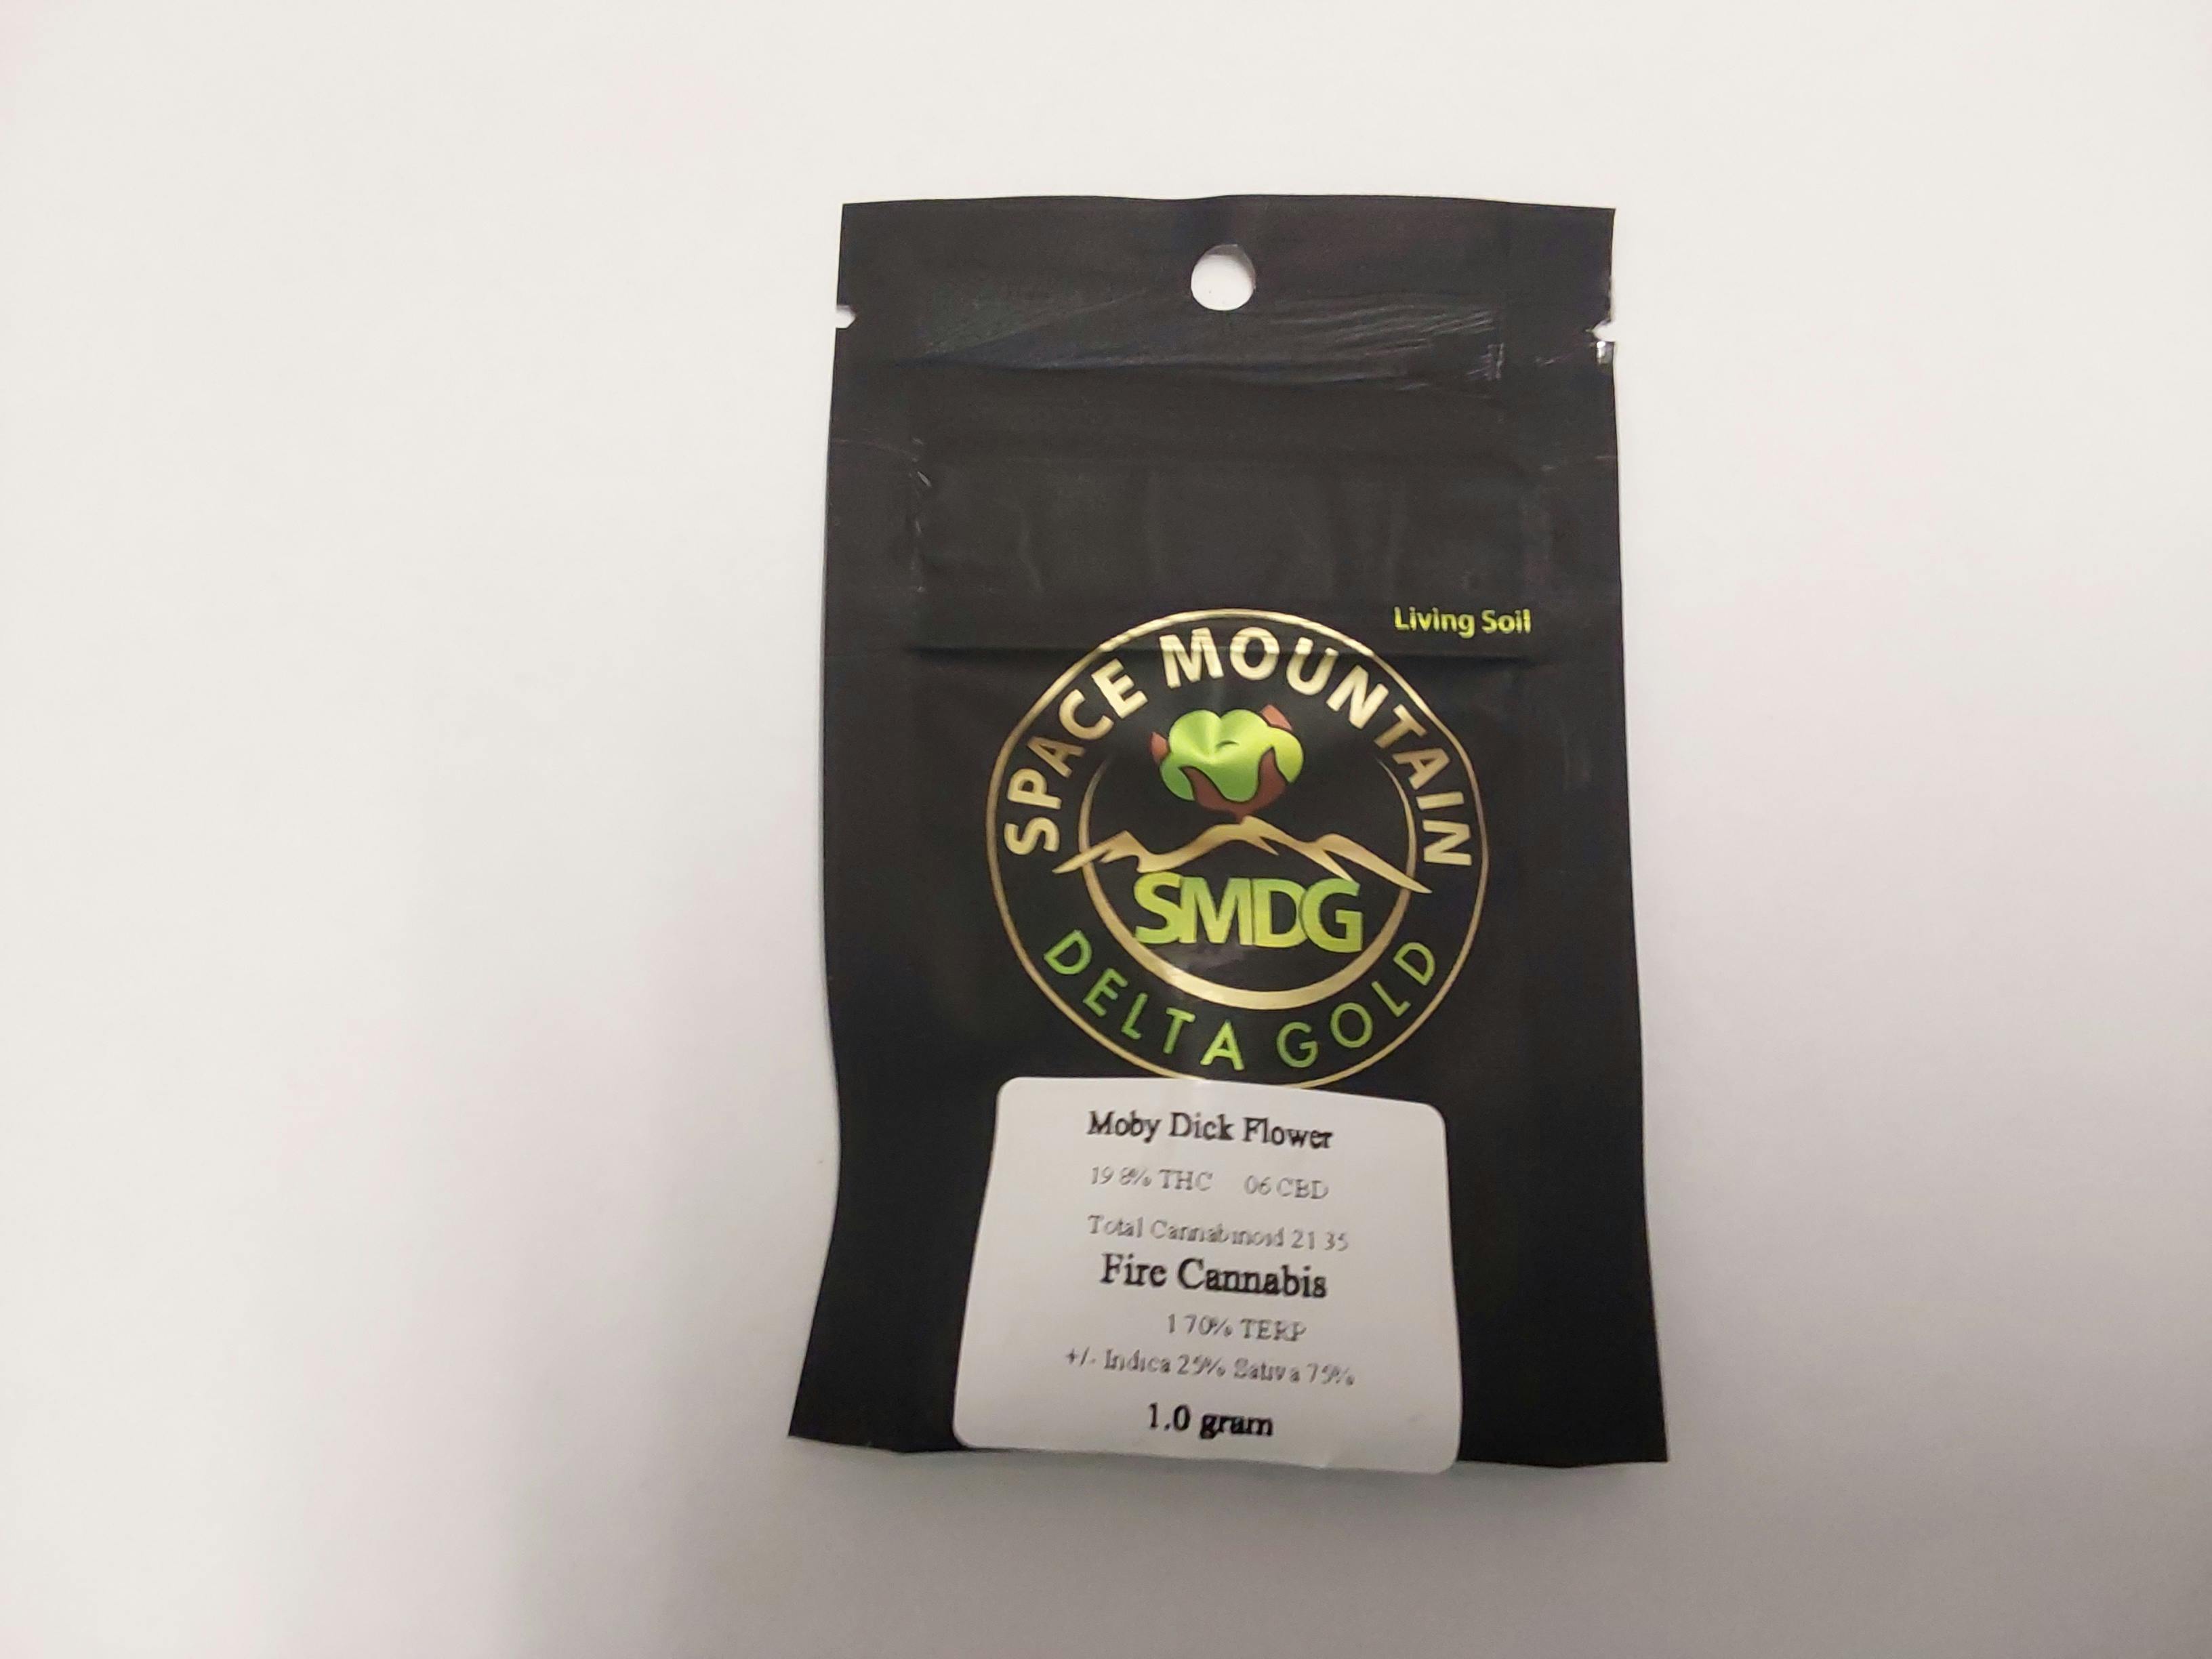 Living Soil
SPACE MOUNTAIN
SMDG
DELTA GOLD
Moby Dick Flower
19 8% THC 06 CBD
Total Cannabinoid 21 35
Fire Cannabis
1 70% TERP
+/- Indica 25% Sativa 75%
1.0 gram